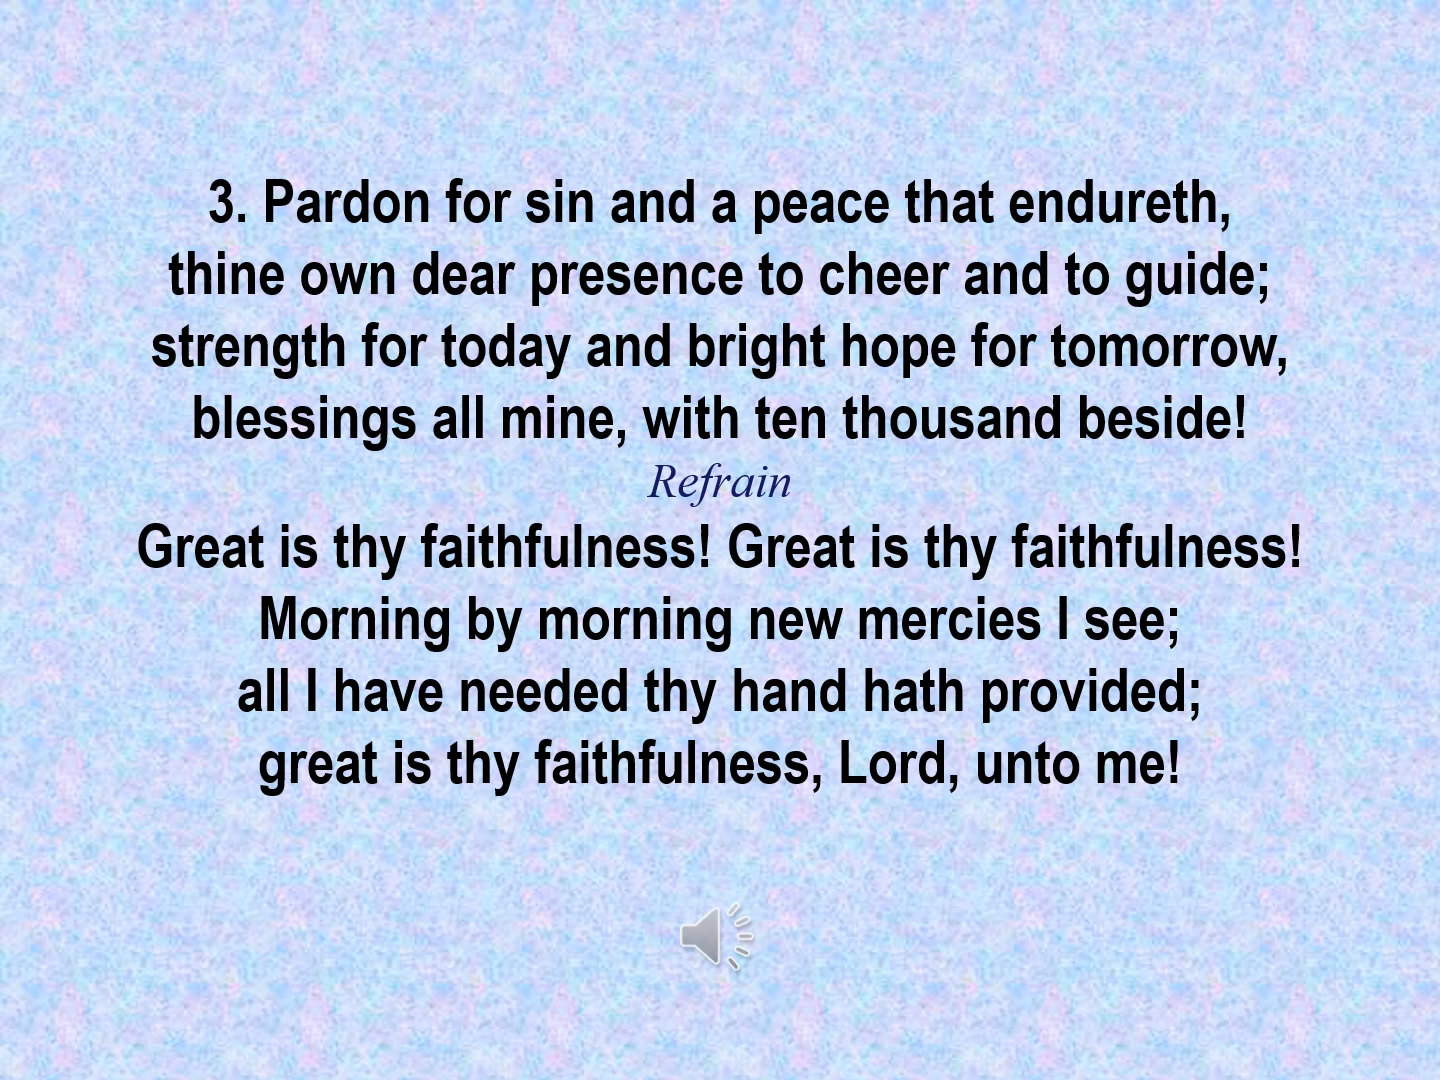 3. Pardon for sin and a peace that endureth,
thine own dear presence to cheer and to guide;
strength for today and bright hope for tomorrow,
blessings all mine, with ten thousand beside!
Refrain
Great is thy faithfulness! Great is thy faithfulness!
Morning by morning new mercies I see;
all I have needed thy hand hath provided;
great is thy faithfulness, Lord, unto me!